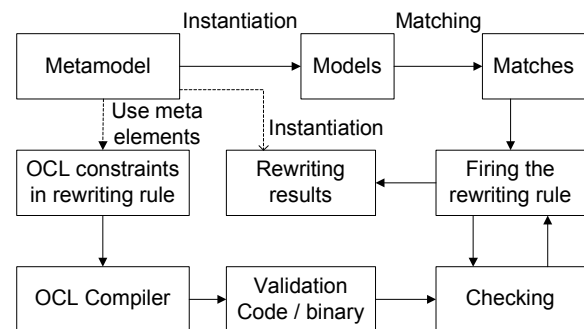 Instantiation
Matching
Metamodel
Models
Matches
Use meta
elements
Instantiation
OCL constraints
in rewriting rule
Rewriting
results
Firing the
rewriting rule
OCL Compiler
Validation
Code / binary
Checking